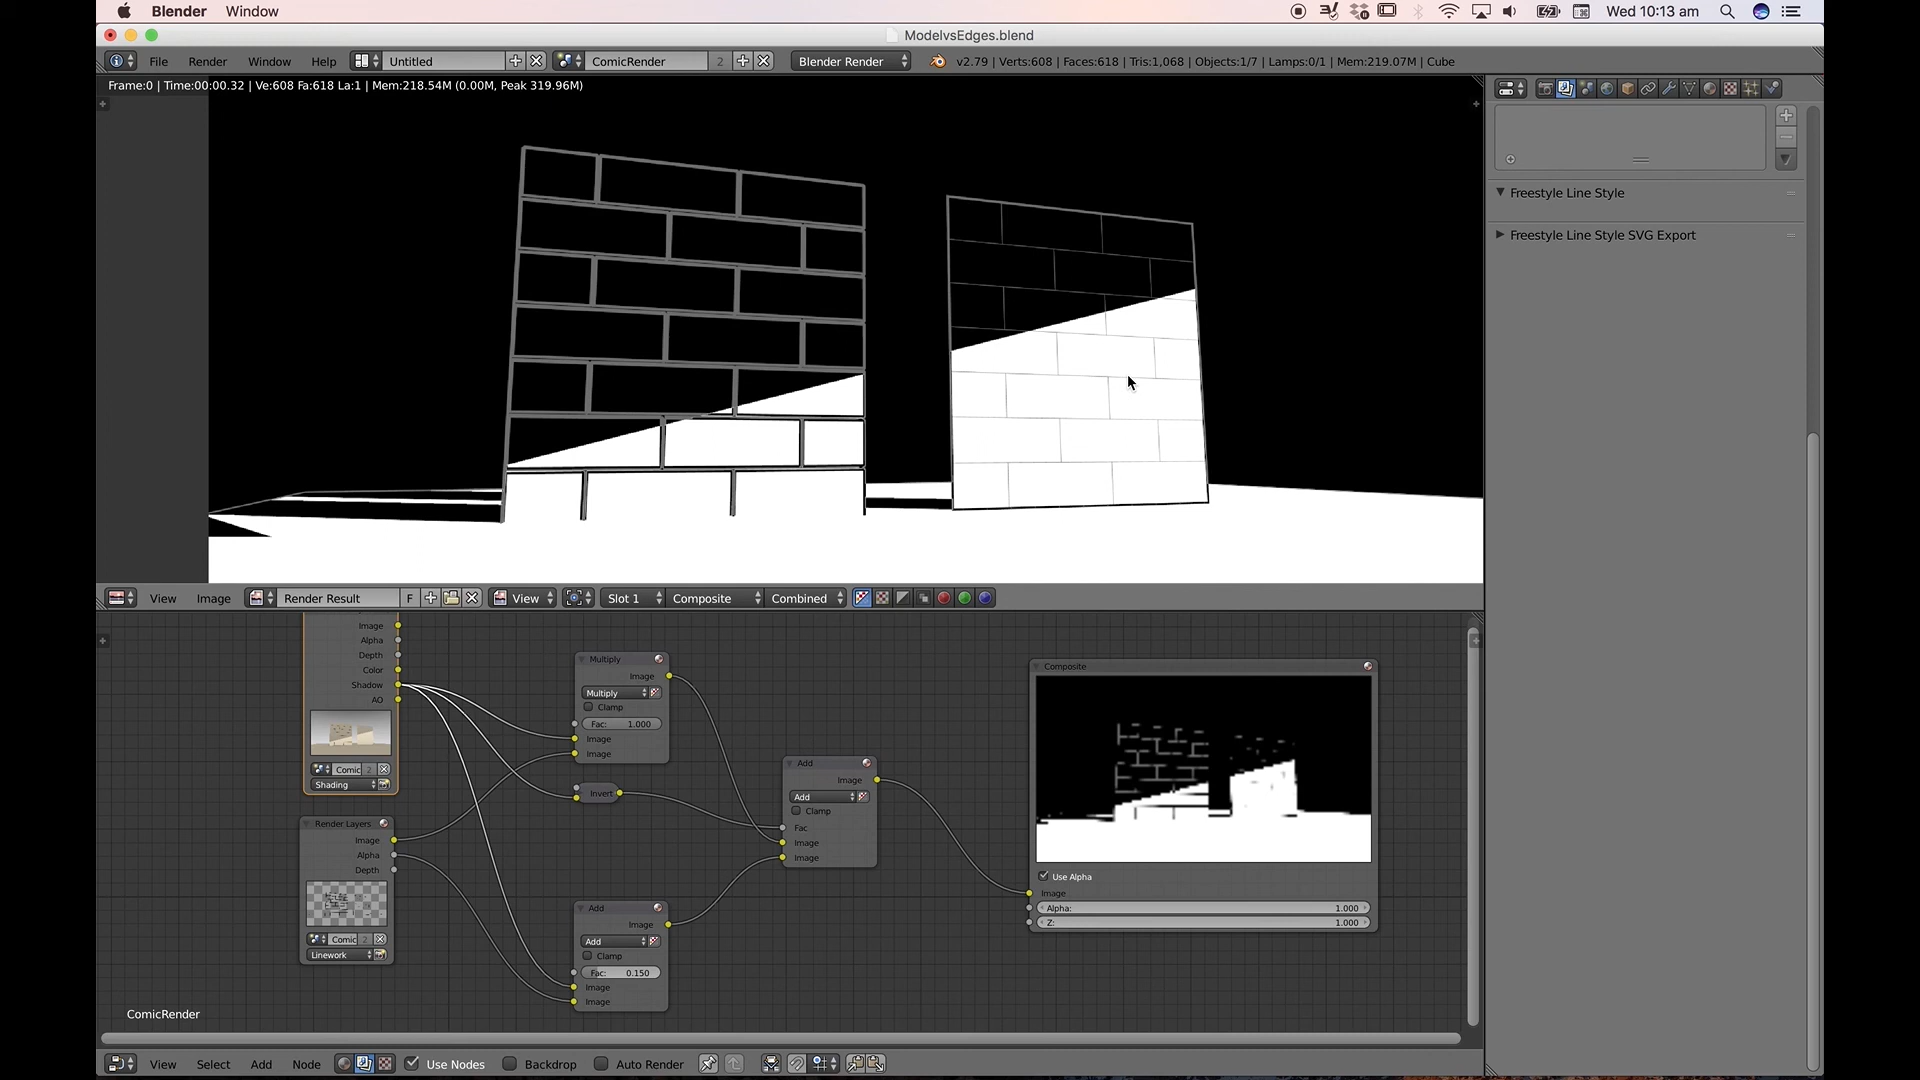 Blender Window
Wed 10:13 am
ModelvsEdges.blend
File Render Window Help Untitled ComicRender 2 Blender Render v2.79 | Verts:608 | Faces:618 | Tris:1,068 | Objects:1/7 | Lamps:0/1 | Mem:219.07M | Cube
Frame:0 | Time:00:00.32 | Ve:608 Fa:618 La:1 | Mem:218.54M (0.00M, Peak 319.96M)
Freestyle Line Style
Freestyle Line Style SVG Export
View Image Render Result F View Slot 1 Composite Combined
Image
Alpha
Depth
Color
Shadow
AO
Comic 2
Shading
Render Layers
Image
Alpha
Depth
Comic 2
Linework
Multiply
Image
Multiply
Clamp
Fac: 1.000
Image
Image
Invert
Add
Image
Add
Clamp
Fac: 0.150
Image
Image
Add
Image
Add
Clamp
Fac
Image
Image
Composite
Use Alpha
Image
Alpha: 1.000
Z: 1.000
ComicRender
View Select Add Node Use Nodes Backdrop Auto Render